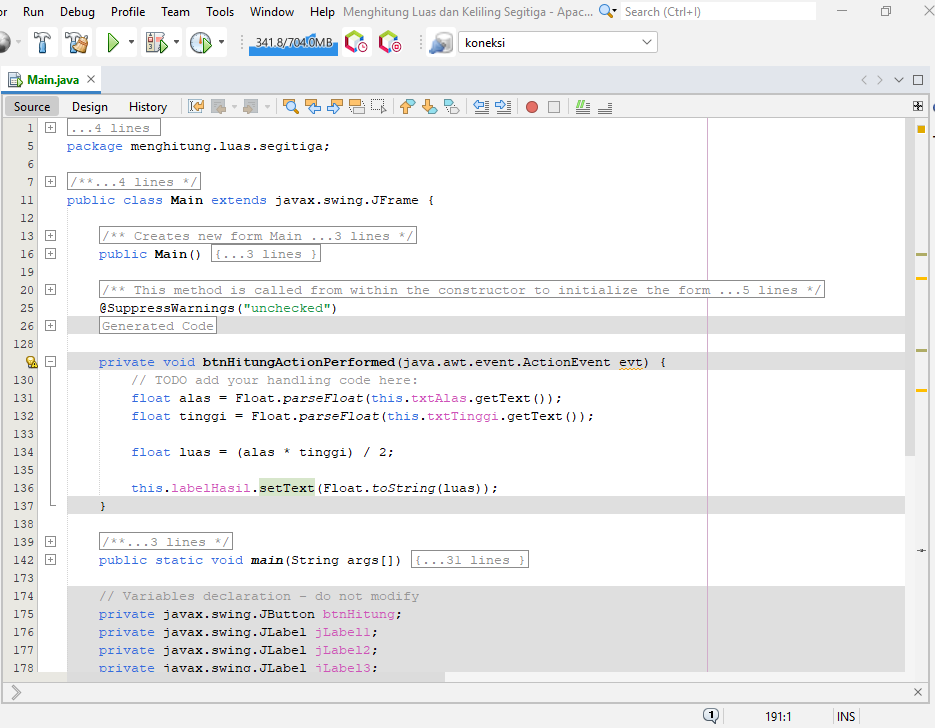 Run Debug Profile Team Tools Window Help Menghitung Luas dan Keliling Segitiga - Apac... Search (Ctrl+I)
341.8/704.0MB koneksi
Main.java
Source Design History
1 ...4 lines
5 package menghitung.luas.segitiga;
6
7 /**...4 lines */
11 public class Main extends javax.swing.JFrame {
12
13 /** Creates new form Main ...3 lines */
16 public Main() {...3 lines }
19
20 /** This method is called from within the constructor to initialize the form ...5 lines */
25 @SuppressWarnings("unchecked")
26 Generated Code
128
private void btnHitungActionPerformed(java.awt.event.ActionEvent evt) {
130 // TODO add your handling code here:
131 float alas = Float.parseFloat(this.txtAlas.getText());
132 float tinggi = Float.parseFloat(this.txtTinggi.getText());
133
134 float luas = (alas * tinggi) / 2;
135
136 this.labelHasil.setText(Float.toString(luas));
137 }
138
139 /**...3 lines */
142 public static void main(String args[]) {...31 lines }
173
174 // Variables declaration - do not modify
175 private javax.swing.JButton btnHitung;
176 private javax.swing.JLabel jLabel1;
177 private javax.swing.JLabel jLabel2;
178 private javax.swing.JLabel jLabel3;
1 191:1 INS